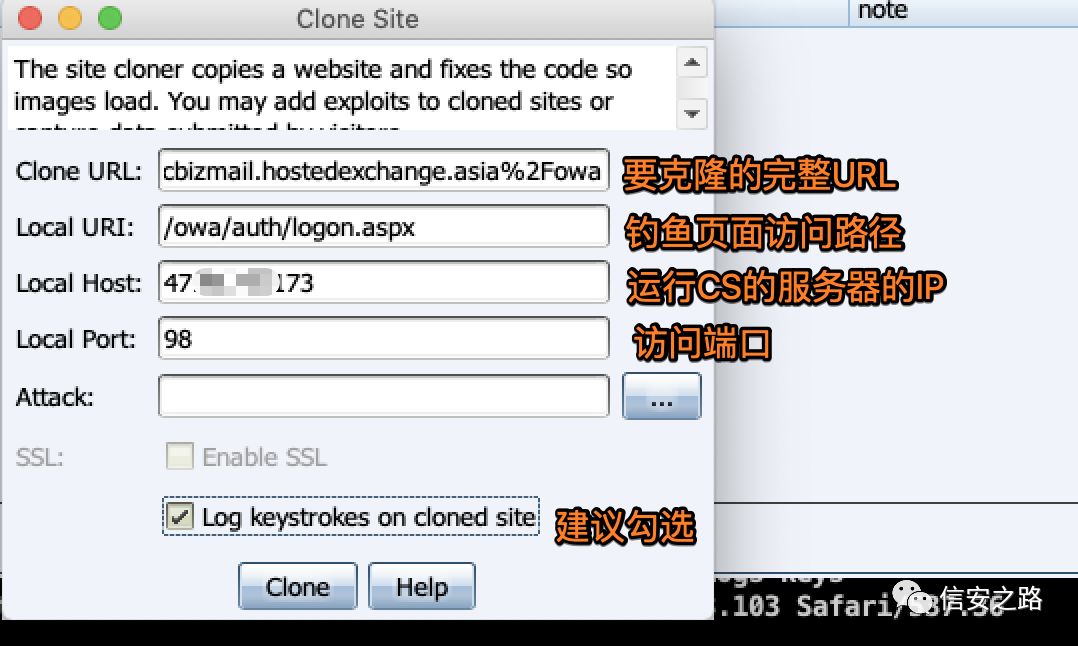 Clone Site
note
The site cloner copies a website and fixes the code so
images load. You may add exploits to cloned sites or
Clone URL: cbizmail.hostedexchange.asia%2Fowa 要克隆的完整URL
Local URI: /owa/auth/logon.aspx 钓鱼页面访问路径
Local Host: 47. 173 运行CS的服务器的IP
Local Port: 98 访问端口
Attack: ...
SSL: Enable SSL
Log keystrokes on cloned site 建议勾选
Clone Help
.103 Safari/537.36
信安之路